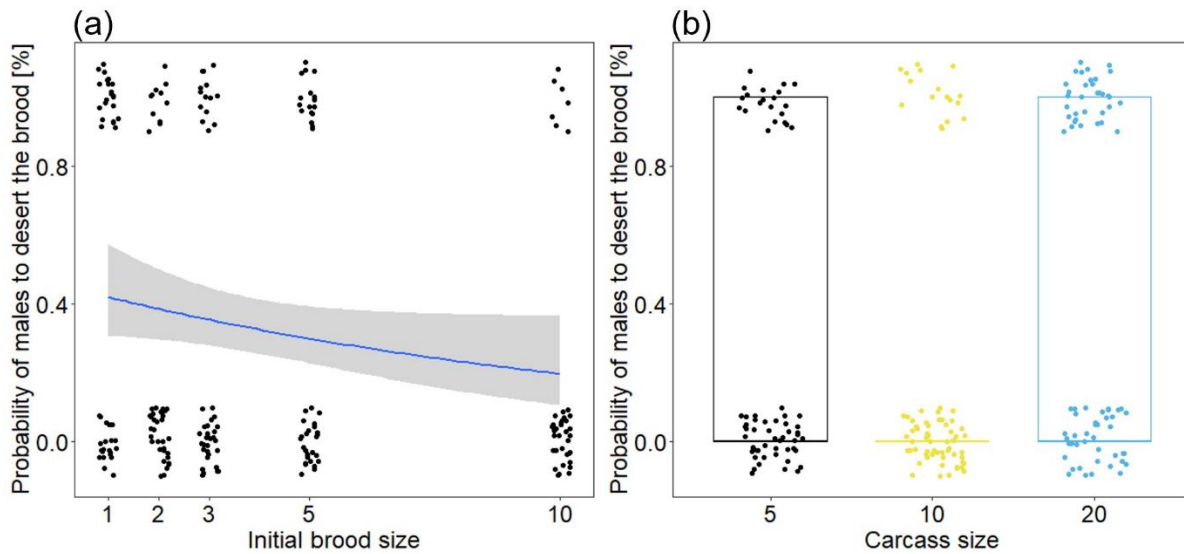 (a)
Probability of males to desert the brood [%]
0.8
0.4
0.0
1 2 3 5 10
Initial brood size
(b)
Probability of males to desert the brood [%]
0.8
0.4
0.0
5 10 20
Carcass size